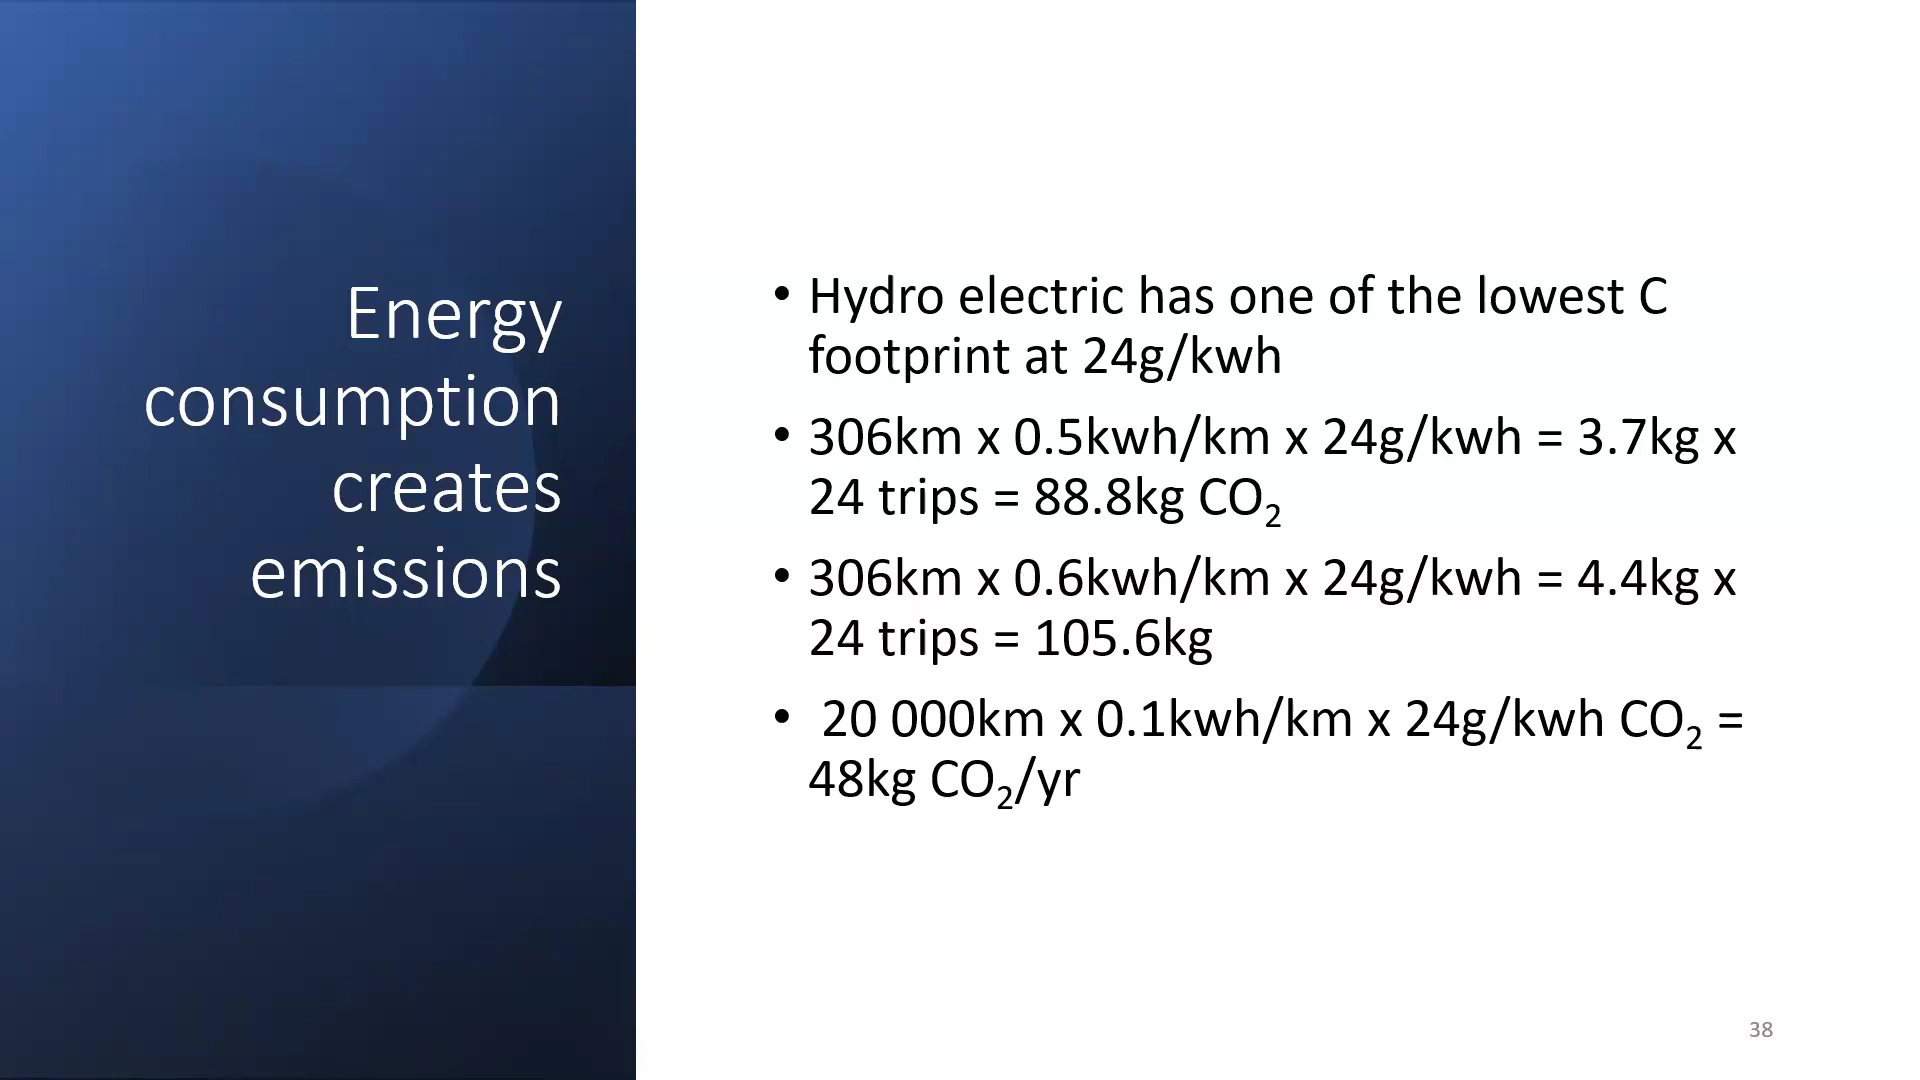 Energy
consumption
creates
emissions
• Hydro electric has one of the lowest C
footprint at 24g/kwh
• 306km x 0.5kwh/km x 24g/kwh = 3.7kg x
24 trips = 88.8kg CO₂
• 306km x 0.6kwh/km x 24g/kwh = 4.4kg x
24 trips = 105.6kg
• 20 000km x 0.1kwh/km x 24g/kwh CO₂ =
48kg CO₂/yr
38